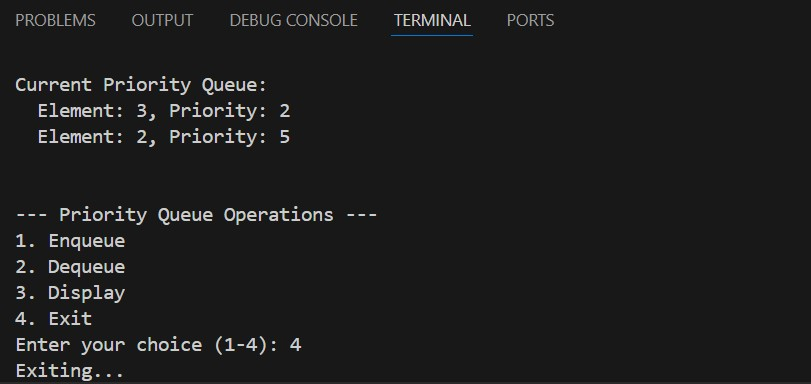 PROBLEMS OUTPUT DEBUG CONSOLE TERMINAL PORTS
Current Priority Queue:
  Element: 3, Priority: 2
  Element: 2, Priority: 5
--- Priority Queue Operations ---
1. Enqueue
2. Dequeue
3. Display
4. Exit
Enter your choice (1-4): 4
Exiting...